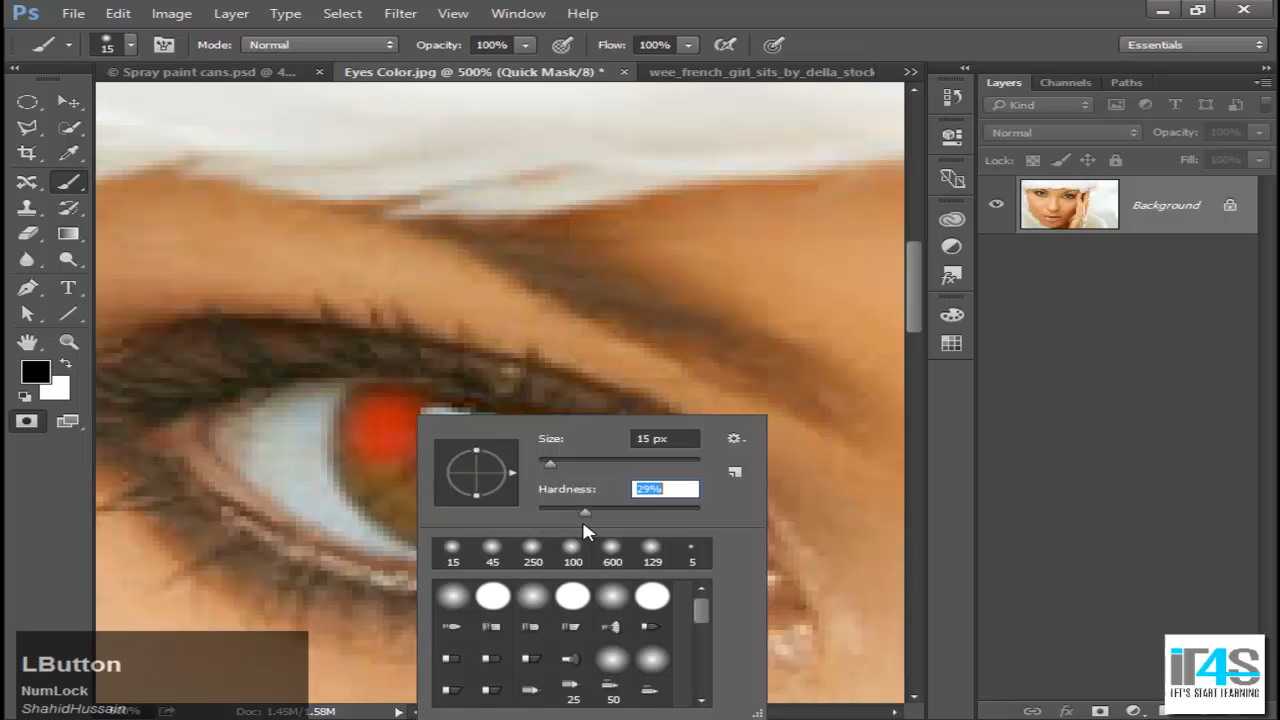 Ps File Edit Image Layer Type Select Filter View Window Help
15 Mode: Normal Opacity: 100% Flow: 100% Essentials
© Spray paint cans.psd @ 4... × Eyes Color.jpg @ 500% (Quick Mask/8) * × wee_french_girl_sits_by_della_stock
Layers Channels Paths
Kind
Normal Opacity: 100%
Lock: Fill: 100%
Background
Size: 15 px
Hardness: 29%
15 45 250 100 600 129 5
25 50
LButton
NumLock
ShahidHussain
Doc: 1.45M/1.58M
iT4S
LET'S START LEARNING